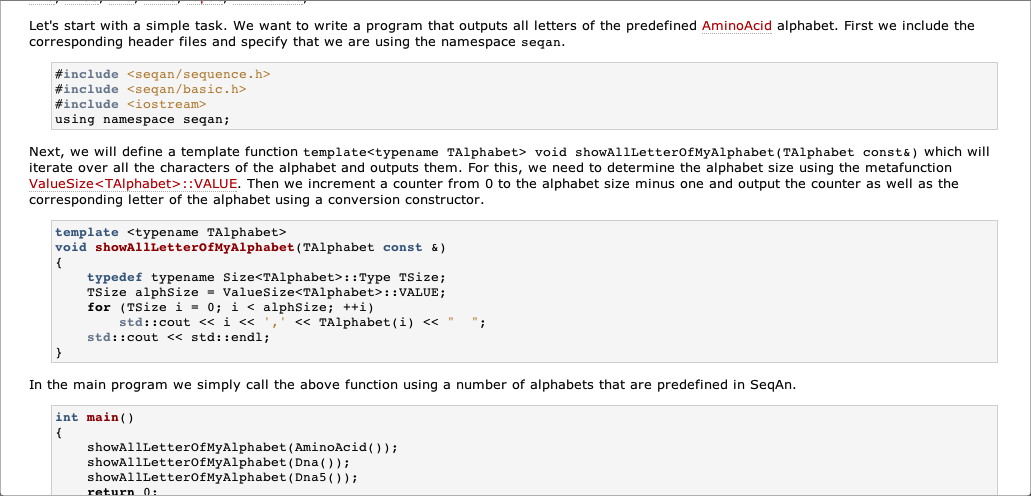 Let's start with a simple task. We want to write a program that outputs all letters of the predefined AminoAcid alphabet. First we include the
corresponding header files and specify that we are using the namespace seqan.
#include <seqan/sequence.h>
#include <seqan/basic.h>
#include <iostream>
using namespace seqan;
Next, we will define a template function template<typename TAlphabet> void showAllLetterOfMyAlphabet(TAlphabet const&) which will
iterate over all the characters of the alphabet and outputs them. For this, we need to determine the alphabet size using the metafunction
ValueSize<TAlphabet>::VALUE. Then we increment a counter from 0 to the alphabet size minus one and output the counter as well as the
corresponding letter of the alphabet using a conversion constructor.
template <typename TAlphabet>
void showAllLetterOfMyAlphabet(TAlphabet const &)
{
    typedef typename Size<TAlphabet>::Type TSize;
    TSize alphSize = ValueSize<TAlphabet>::VALUE;
    for (TSize i = 0; i < alphSize; ++i)
        std::cout << i << ',' << TAlphabet(i) << "  ";
    std::cout << std::endl;
}
In the main program we simply call the above function using a number of alphabets that are predefined in SeqAn.
int main()
{
    showAllLetterOfMyAlphabet(AminoAcid());
    showAllLetterOfMyAlphabet(Dna());
    showAllLetterOfMyAlphabet(Dna5());
    return 0;